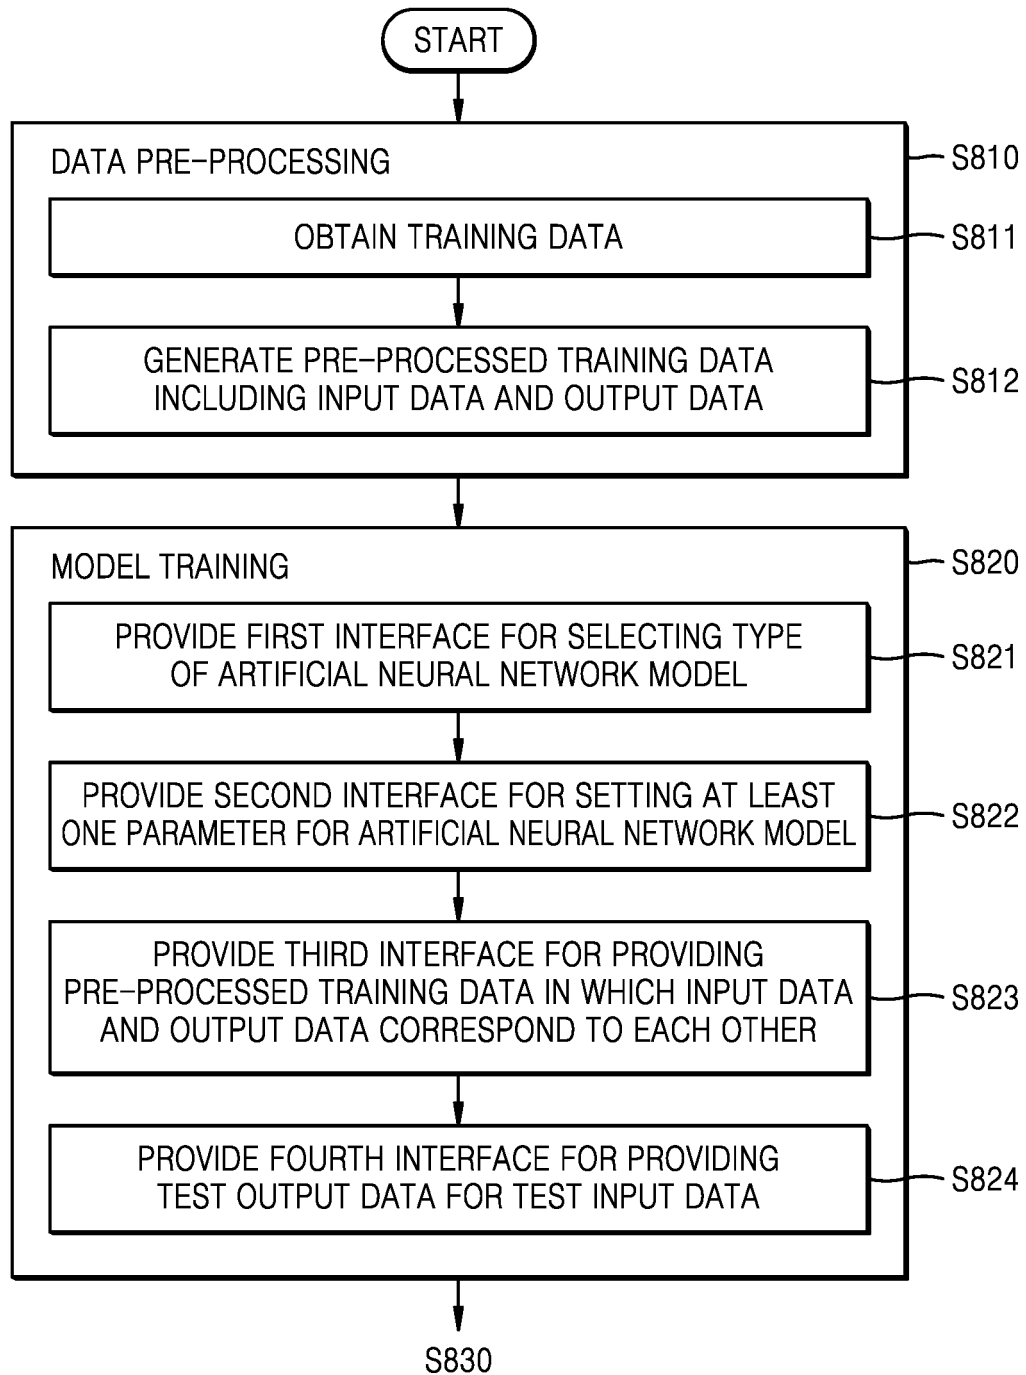 START
DATA PRE-PROCESSING
S810
OBTAIN TRAINING DATA
S811
GENERATE PRE-PROCESSED TRAINING DATA
INCLUDING INPUT DATA AND OUTPUT DATA
S812
MODEL TRAINING
S820
PROVIDE FIRST INTERFACE FOR SELECTING TYPE
OF ARTIFICIAL NEURAL NETWORK MODEL
S821
PROVIDE SECOND INTERFACE FOR SETTING AT LEAST
ONE PARAMETER FOR ARTIFICIAL NEURAL NETWORK MODEL
S822
PROVIDE THIRD INTERFACE FOR PROVIDING
PRE-PROCESSED TRAINING DATA IN WHICH INPUT DATA
AND OUTPUT DATA CORRESPOND TO EACH OTHER
S823
PROVIDE FOURTH INTERFACE FOR PROVIDING
TEST OUTPUT DATA FOR TEST INPUT DATA
S824
S830